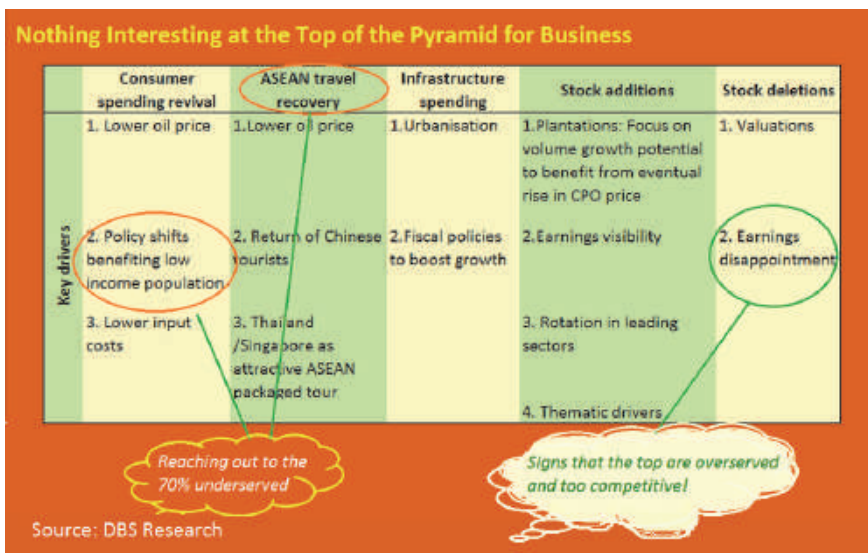 Nothing Interesting at the Top of the Pyramid for Business
Consumer
spending revival
ASEAN travel
recovery
Infrastructure
spending
Stock additions
Stock deletions
Key drivers
1. Lower oil price
1.Lower oil price
1.Urbanisation
1.Plantations: Focus on
volume growth potential
to benefit from eventual
rise in CPO price
1. Valuations
2. Policy shifts
benefiting low
income population
2. Return of Chinese
tourists
2.Fiscal policies
to boost growth
2.Earnings visibility
2. Earnings
disappointment
3. Lower input
costs
3. Thailand
/Singapore as
attractive ASEAN
packaged tour
3. Rotation in leading
sectors
4. Thematic drivers
Reaching out to the
70% underserved
Signs that the top are overserved
and too competitive!
Source: DBS Research